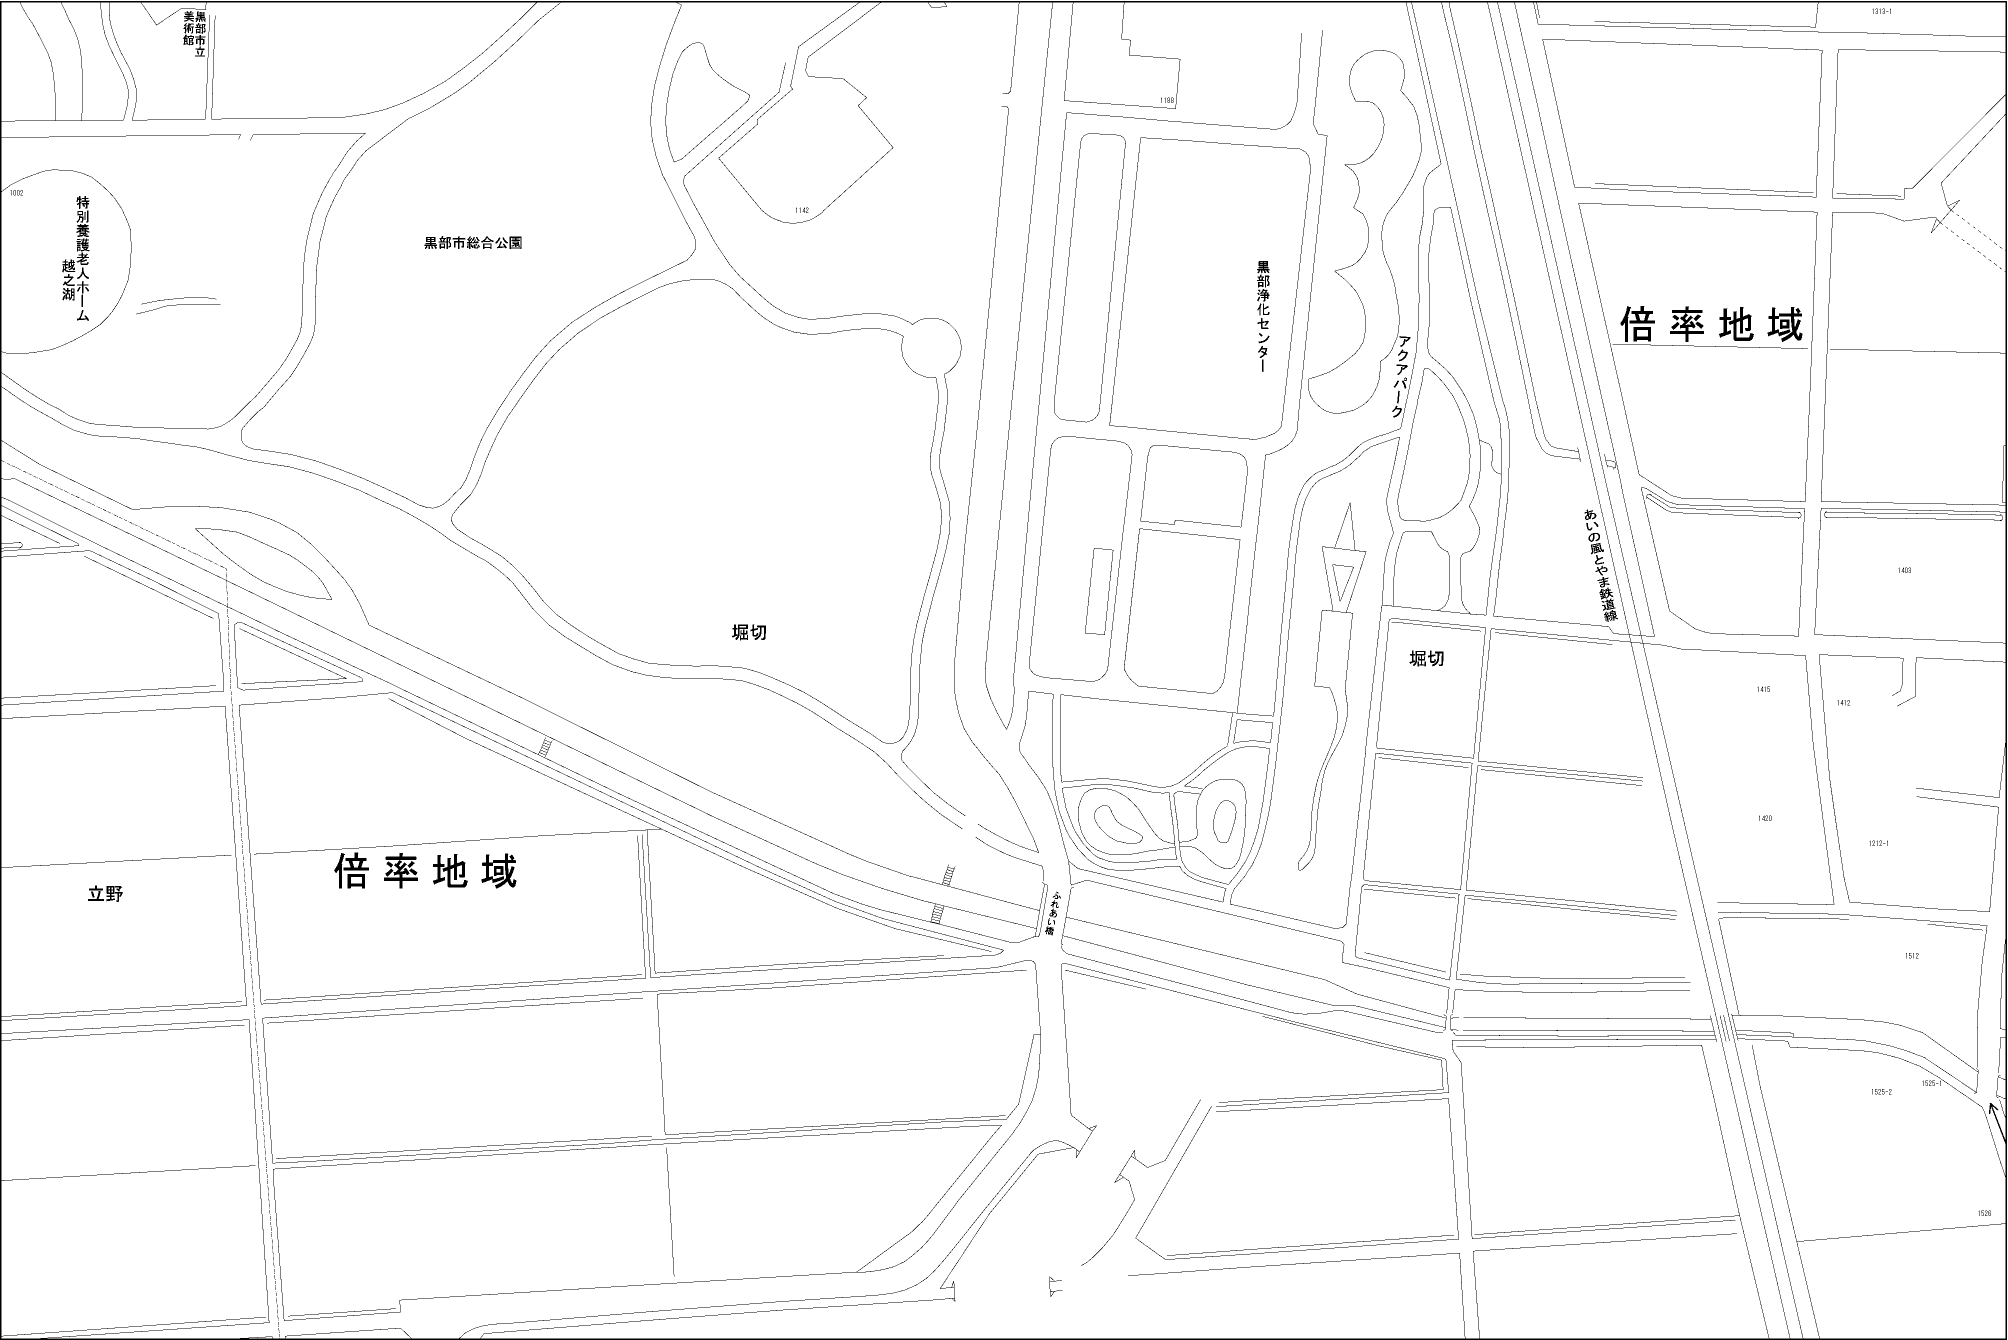 黒部市立
美術館
1313-1
1188
1002
特別養護老人ホーム
越之湖
1142
黒部市総合公園
黒部浄化センター
倍率地域
アクアパーク
あいの風とやま鉄道線
1403
堀切
堀切
1415
1412
1420
1212-1
倍率地域
立野
ふれあい橋
1512
1525-1
1525-2
1526